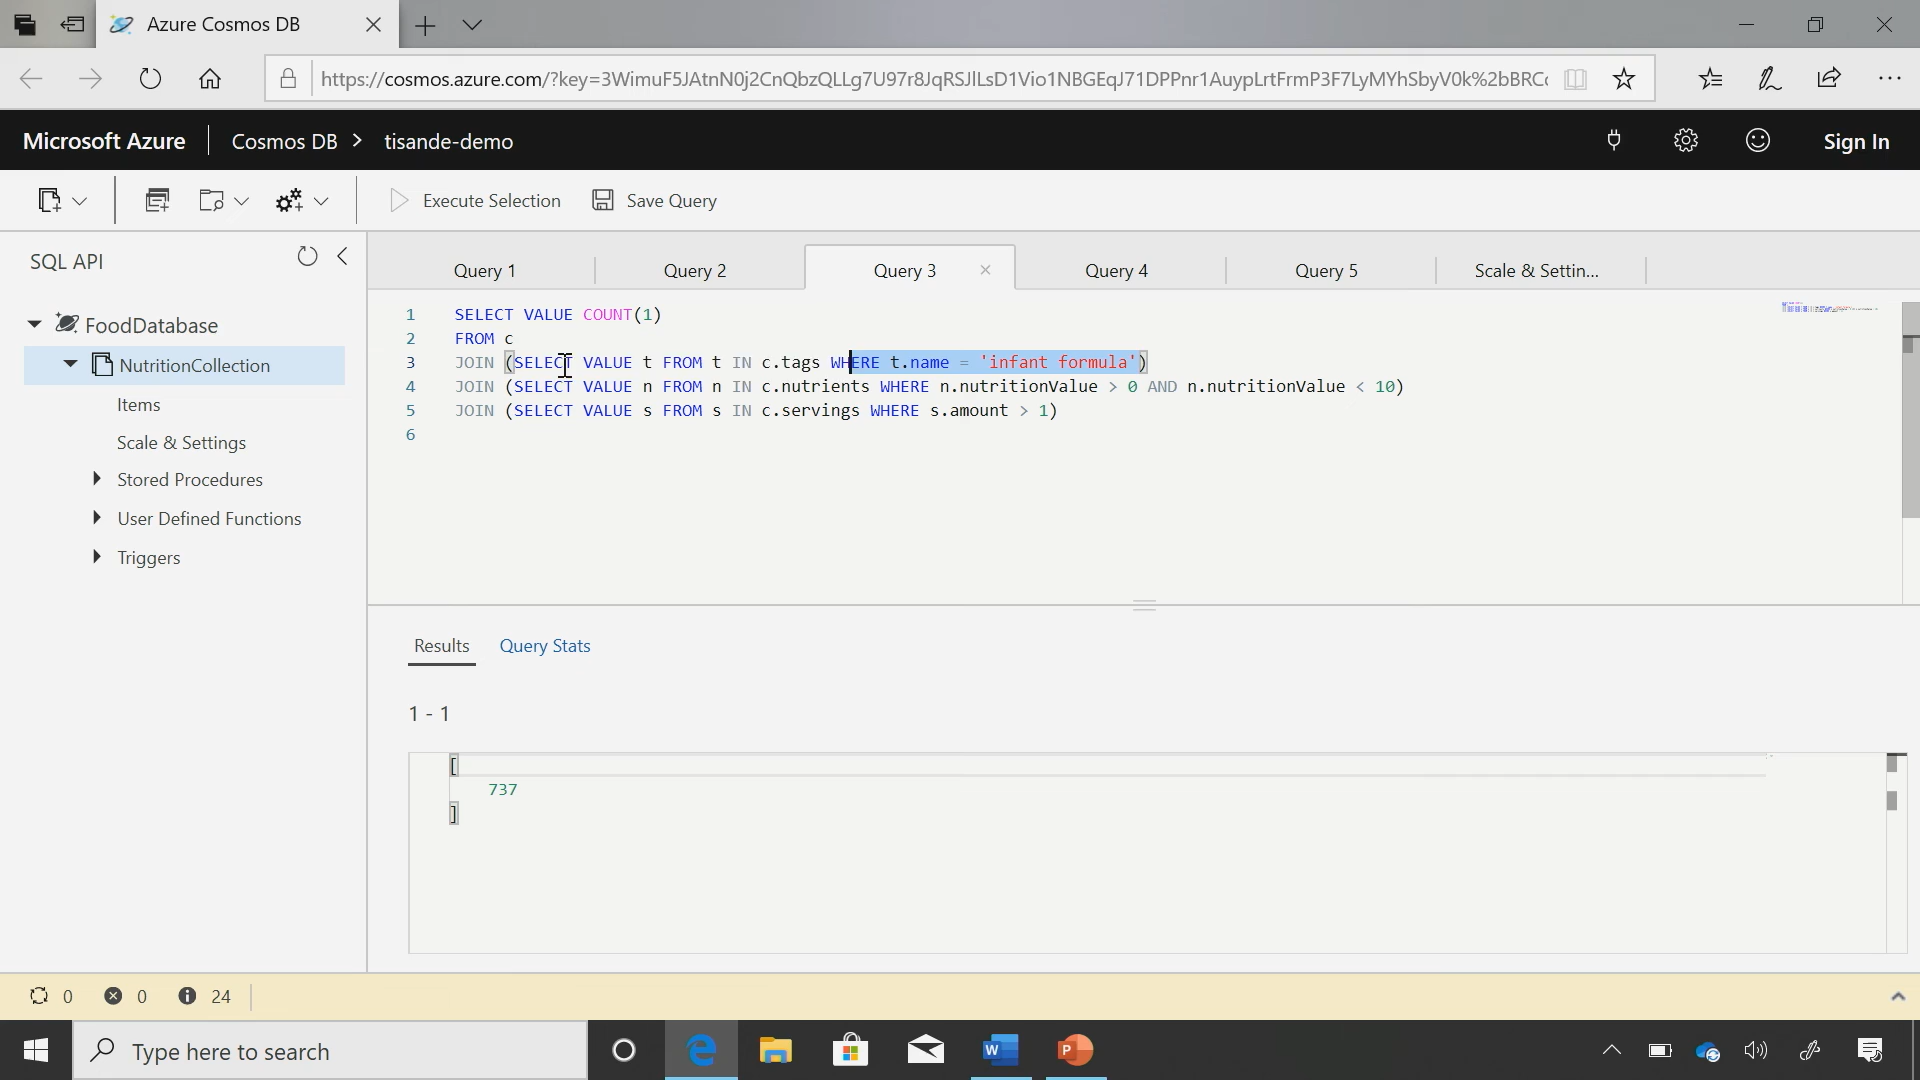 Azure Cosmos DB
https://cosmos.azure.com/?key=3WimuF5JAtnN0j2CnQbzQLLg7U97r8JqRSJlLsD1Vio1NBGEqJ71DPPnr1AuypLrtFrmP3F7LyMYhSbyV0k%2bBRC
Microsoft Azure
Cosmos DB > tisande-demo
Sign In
Execute Selection
Save Query
SQL API
FoodDatabase
NutritionCollection
Items
Scale & Settings
Stored Procedures
User Defined Functions
Triggers
Query 1
Query 2
Query 3
Query 4
Query 5
Scale & Settin...
1 SELECT VALUE COUNT(1)
2 FROM c
3 JOIN (SELECT VALUE t FROM t IN c.tags WHERE t.name = 'infant formula')
4 JOIN (SELECT VALUE n FROM n IN c.nutrients WHERE n.nutritionValue > 0 AND n.nutritionValue < 10)
5 JOIN (SELECT VALUE s FROM s IN c.servings WHERE s.amount > 1)
6
Results
Query Stats
1 - 1
[
737
]
0
0
24
Type here to search